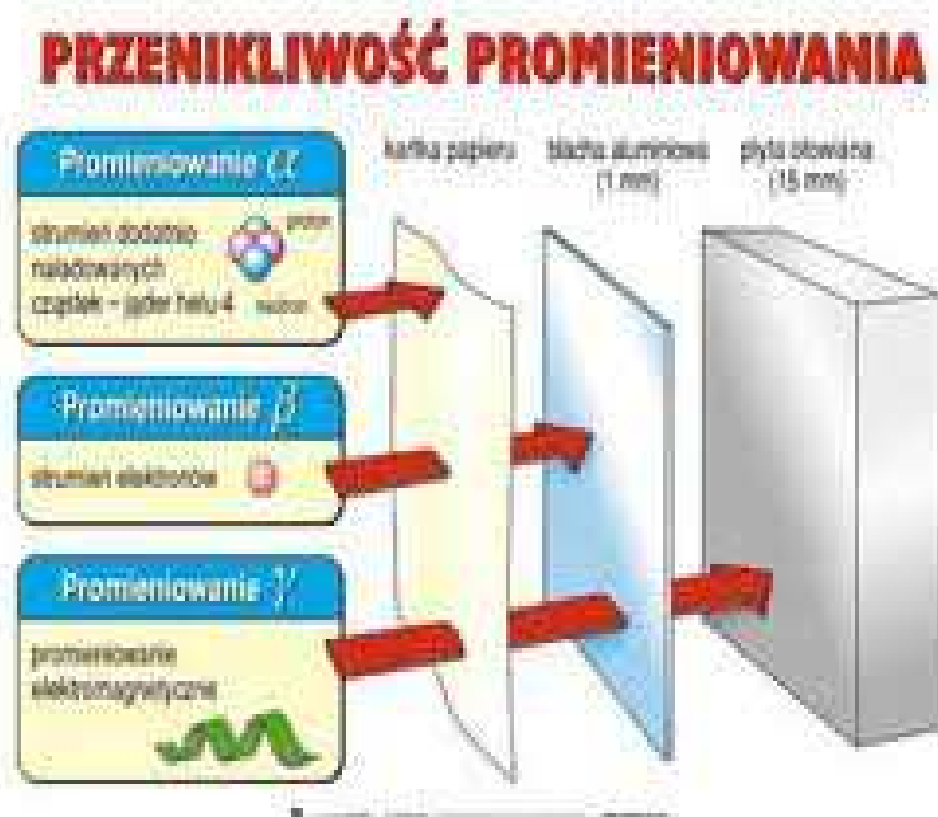 PRZENIKLIWOŚĆ PROMIENIOWANIA
Promieniowanie α
strumień dodatnio
naładowanych
cząstek – jąder helu 4
proton
neutron
Promieniowanie β
strumień elektronów
Promieniowanie γ
promieniowanie
elektromagnetyczne
kartka papieru
blacha aluminiowa
(1 mm)
płyta ołowiana
(15 mm)